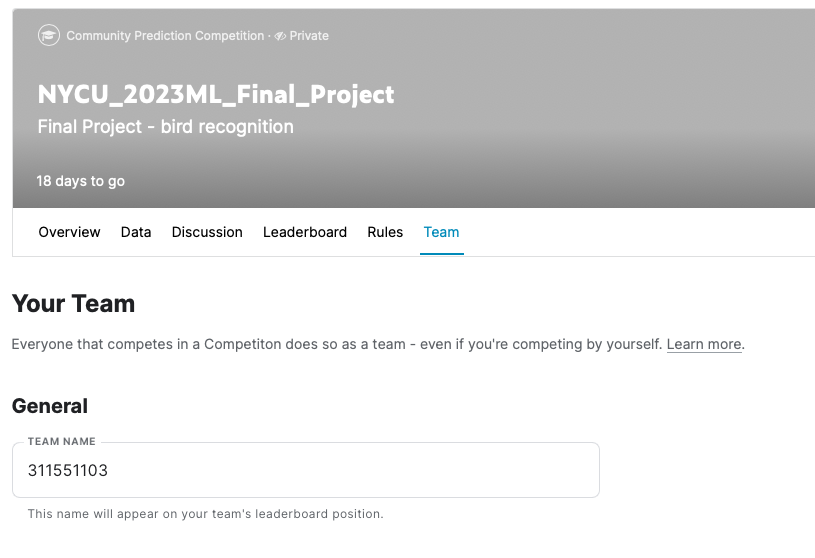 Community Prediction Competition · Private
NYCU_2023ML_Final_Project
Final Project - bird recognition
18 days to go
Overview Data Discussion Leaderboard Rules Team
Your Team
Everyone that competes in a Competiton does so as a team - even if you're competing by yourself. Learn more.
General
TEAM NAME
311551103
This name will appear on your team's leaderboard position.